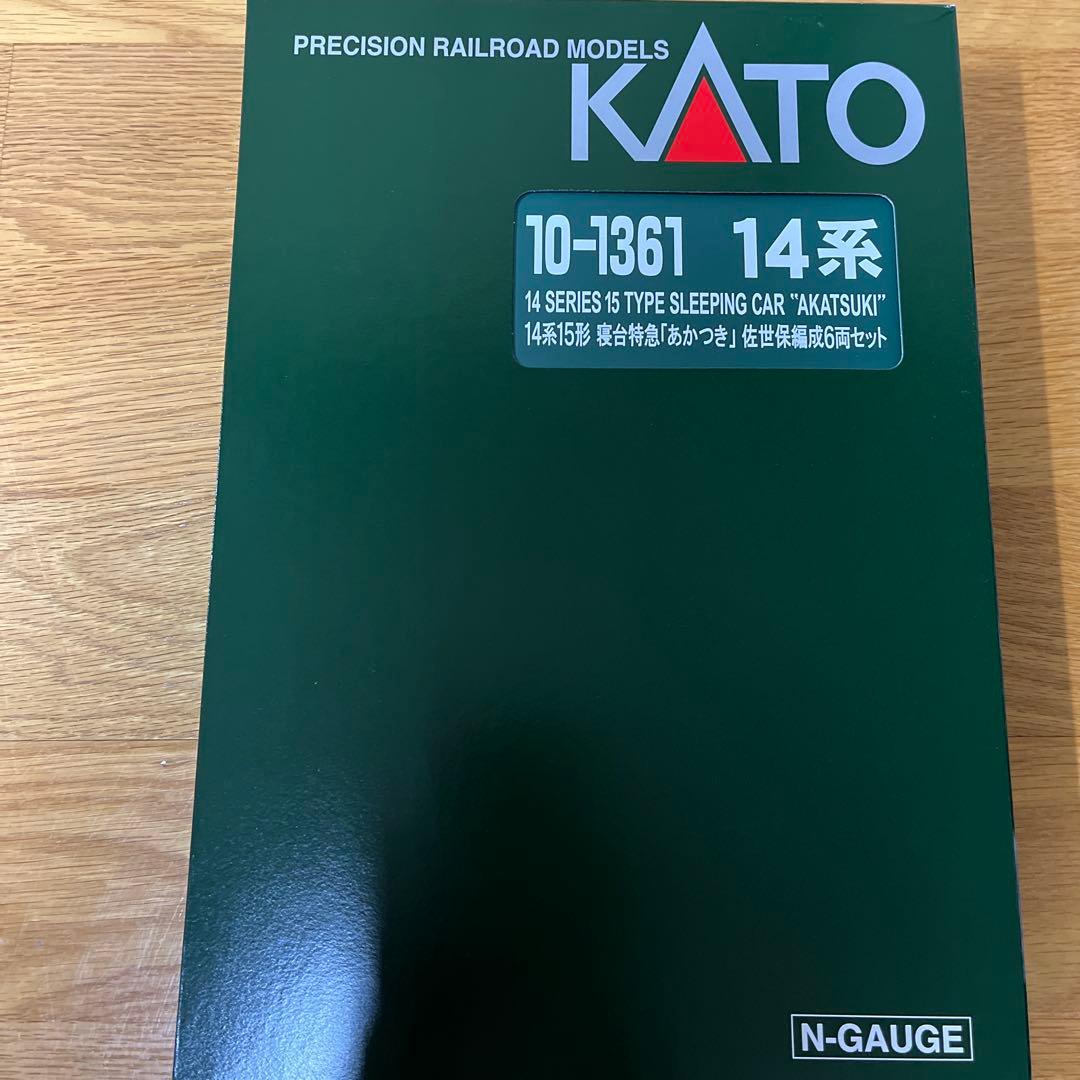 PRECISION RAILROAD MODELS
KATO
10-1361 14系
14 SERIES 15 TYPE SLEEPING CAR "AKATSUKI"
14系15形 寝台特急「あかつき」 佐世保編成6両セット
N-GAUGE